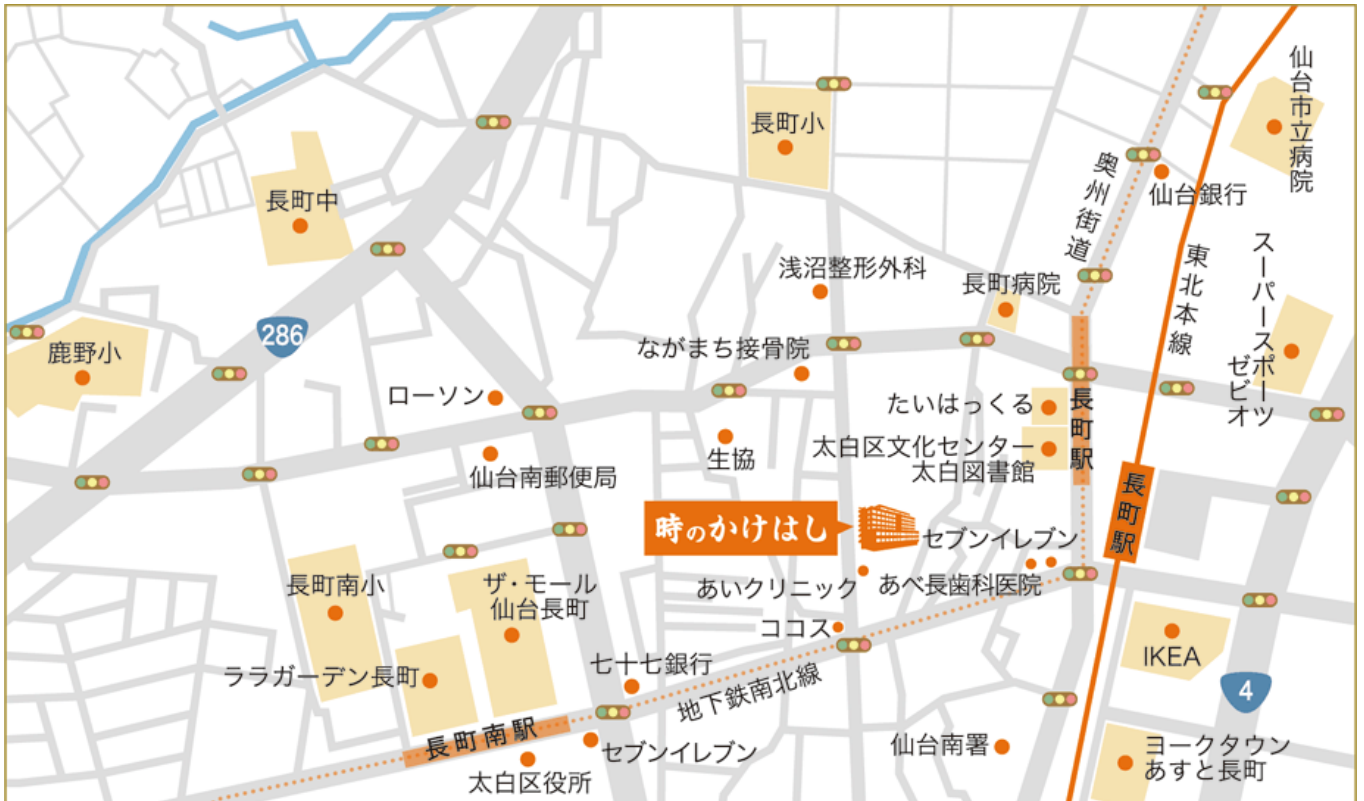 長町小
仙台市立病院
長町中
奥州街道
仙台銀行
浅沼整形外科
長町病院
東北本線
スーパースポーツ
ゼビオ
286
鹿野小
ながまち接骨院
ローソン
たいはっくる
長町駅
生協
太白区文化センター
太白図書館
仙台南郵便局
長町駅
時のかけはし
セブンイレブン
長町南小
ザ・モール
仙台長町
あいクリニック
あべ長歯科医院
ココス
IKEA
ララガーデン長町
七十七銀行
地下鉄南北線
4
長町南駅
セブンイレブン
仙台南署
ヨークタウン
あすと長町
太白区役所